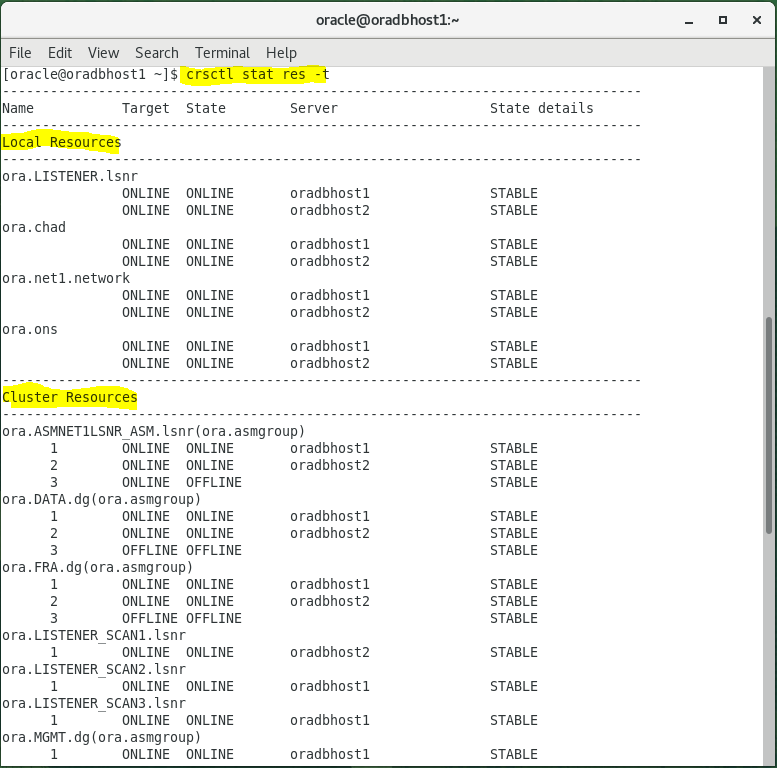 oracle@oradbhost1:~
File Edit View Search Terminal Help
[oracle@oradbhost1 ~]$ crsctl stat res -t
--------------------------------------------------------------------------------
Name           Target  State        Server                   State details
--------------------------------------------------------------------------------
Local Resources
--------------------------------------------------------------------------------
ora.LISTENER.lsnr
               ONLINE  ONLINE       oradbhost1               STABLE
               ONLINE  ONLINE       oradbhost2               STABLE
ora.chad
               ONLINE  ONLINE       oradbhost1               STABLE
               ONLINE  ONLINE       oradbhost2               STABLE
ora.net1.network
               ONLINE  ONLINE       oradbhost1               STABLE
               ONLINE  ONLINE       oradbhost2               STABLE
ora.ons
               ONLINE  ONLINE       oradbhost1               STABLE
               ONLINE  ONLINE       oradbhost2               STABLE
--------------------------------------------------------------------------------
Cluster Resources
--------------------------------------------------------------------------------
ora.ASMNET1LSNR_ASM.lsnr(ora.asmgroup)
      1        ONLINE  ONLINE       oradbhost1               STABLE
      2        ONLINE  ONLINE       oradbhost2               STABLE
      3        ONLINE  OFFLINE                               STABLE
ora.DATA.dg(ora.asmgroup)
      1        ONLINE  ONLINE       oradbhost1               STABLE
      2        ONLINE  ONLINE       oradbhost2               STABLE
      3        OFFLINE OFFLINE                               STABLE
ora.FRA.dg(ora.asmgroup)
      1        ONLINE  ONLINE       oradbhost1               STABLE
      2        ONLINE  ONLINE       oradbhost2               STABLE
      3        OFFLINE OFFLINE                               STABLE
ora.LISTENER_SCAN1.lsnr
      1        ONLINE  ONLINE       oradbhost2               STABLE
ora.LISTENER_SCAN2.lsnr
      1        ONLINE  ONLINE       oradbhost1               STABLE
ora.LISTENER_SCAN3.lsnr
      1        ONLINE  ONLINE       oradbhost1               STABLE
ora.MGMT.dg(ora.asmgroup)
      1        ONLINE  ONLINE       oradbhost1               STABLE